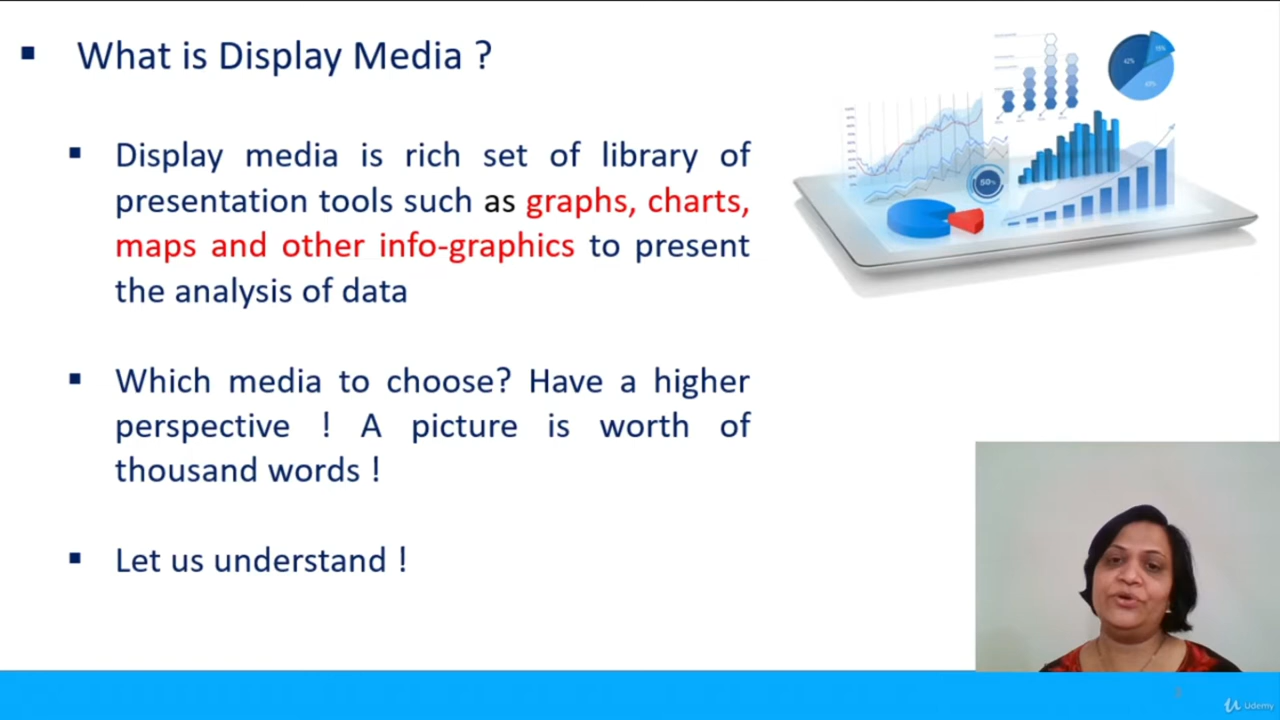 What is Display Media ?
Display media is rich set of library of
presentation tools such as graphs, charts,
maps and other info-graphics to present
the analysis of data
Which media to choose? Have a higher
perspective ! A picture is worth of
thousand words !
Let us understand !
42%
50%
Udemy